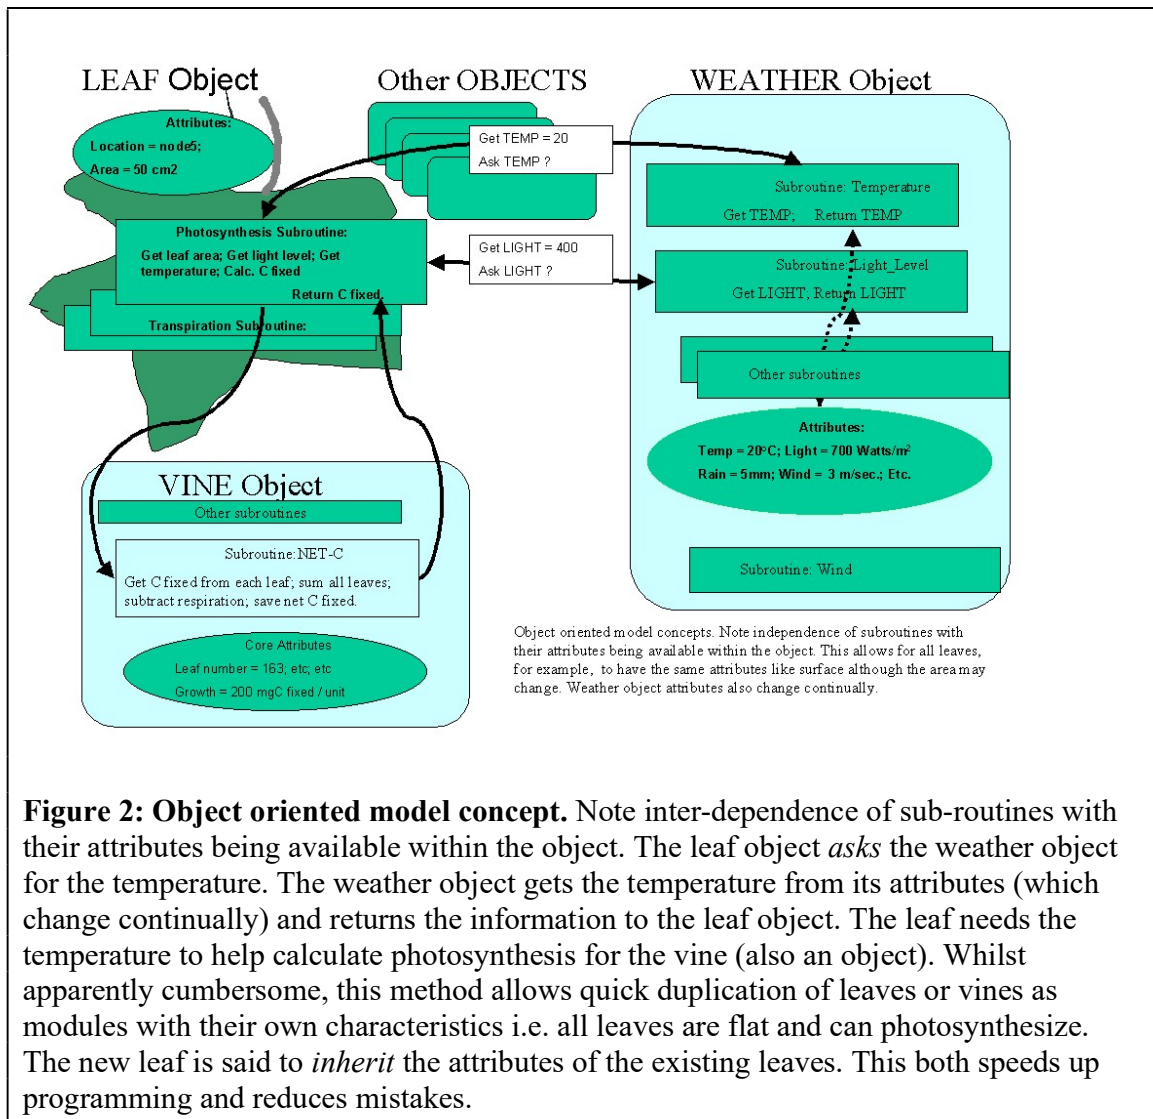 LEAF Object
Other OBJECTS
WEATHER Object
Attributes:
Location = node5;
Area = 50 cm2
Get TEMP = 20
Ask TEMP ?
Subroutine: Temperature
Get TEMP; Return TEMP
Photosynthesis Subroutine:
Get leaf area; Get light level; Get
temperature; Calc. C fixed
Return C fixed.
Transpiration Subroutine:
Get LIGHT = 400
Ask LIGHT ?
Subroutine: Light_Level
Get LIGHT; Return LIGHT
Other subroutines
Attributes:
Temp = 20°C; Light = 700 Watts/m²
Rain = 5mm; Wind = 3 m/sec.; Etc.
Subroutine: Wind
VINE Object
Other subroutines
Subroutine: NET-C
Get C fixed from each leaf; sum all leaves;
subtract respiration; save net C fixed.
Core Attributes
Leaf number = 163; etc; etc
Growth = 200 mgC fixed / unit
Object oriented model concepts. Note independence of subroutines with
their attributes being available within the object. This allows for all leaves,
for example, to have the same attributes like surface although the area may
change. Weather object attributes also change continually.
Figure 2: Object oriented model concept. Note inter-dependence of sub-routines with
their attributes being available within the object. The leaf object asks the weather object
for the temperature. The weather object gets the temperature from its attributes (which
change continually) and returns the information to the leaf object. The leaf needs the
temperature to help calculate photosynthesis for the vine (also an object). Whilst
apparently cumbersome, this method allows quick duplication of leaves or vines as
modules with their own characteristics i.e. all leaves are flat and can photosynthesize.
The new leaf is said to inherit the attributes of the existing leaves. This both speeds up
programming and reduces mistakes.